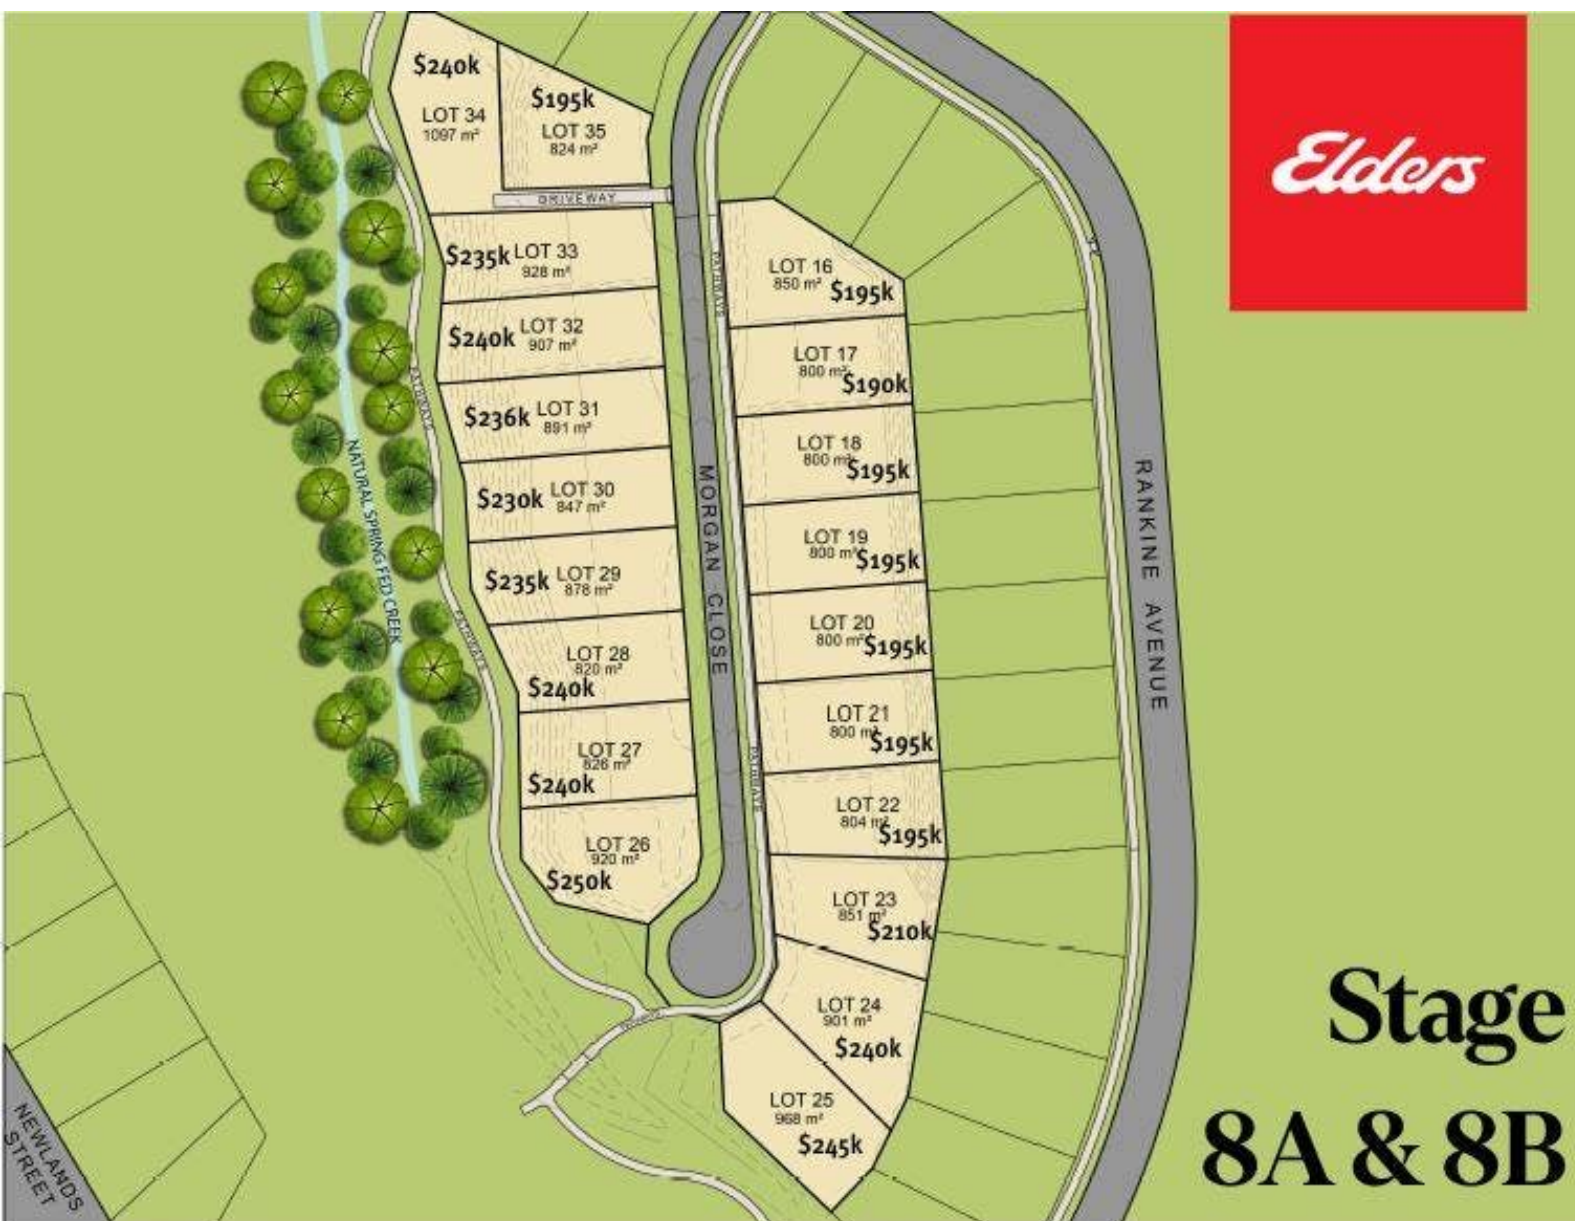 $240k
LOT 34
1097 m²
$195k
LOT 35
824 m²
DRIVEWAY
$235k LOT 33
928 m²
$240k LOT 32
907 m²
$236k LOT 31
891 m²
$230k LOT 30
847 m²
$235k LOT 29
878 m²
LOT 28
820 m²
$240k
LOT 27
826 m²
$240k
LOT 26
920 m²
$250k
LOT 16
850 m²
$195k
LOT 17
800 m²
$190k
LOT 18
800 m²
$195k
LOT 19
800 m²
$195k
LOT 20
800 m²
$195k
LOT 21
800 m²
$195k
LOT 22
804 m²
$195k
LOT 23
851 m²
$210k
LOT 24
901 m²
$240k
LOT 25
968 m²
$245k
PATHWAYS
PATHWAYS
PATHWAYS
PATHWAYS
NATURAL SPRING FED CREEK
MORGAN CLOSE
RANKINE AVENUE
NEWLANDS
STREET
Elders
Stage
8A & 8B